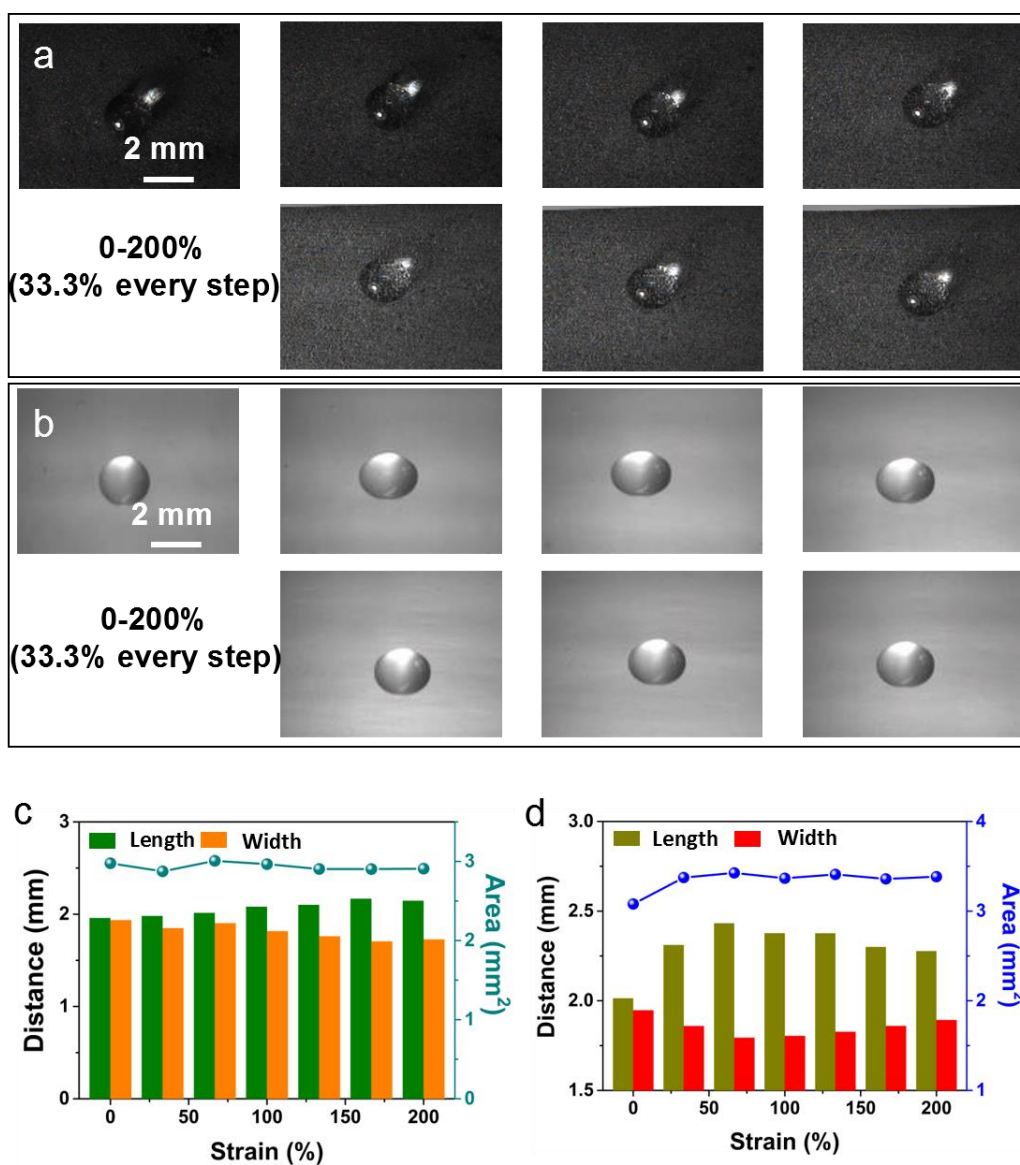 a
2 mm
0-200%
(33.3% every step)
b
2 mm
0-200%
(33.3% every step)
c
Length Width
3
2
1
0
3
2
1
0
0 50 100 150 200
Distance (mm)
Area (mm²)
Strain (%)
d
Length Width
3.0
2.5
2.0
1.5
4
3
2
1
0 50 100 150 200
Distance (mm)
Area (mm²)
Strain (%)